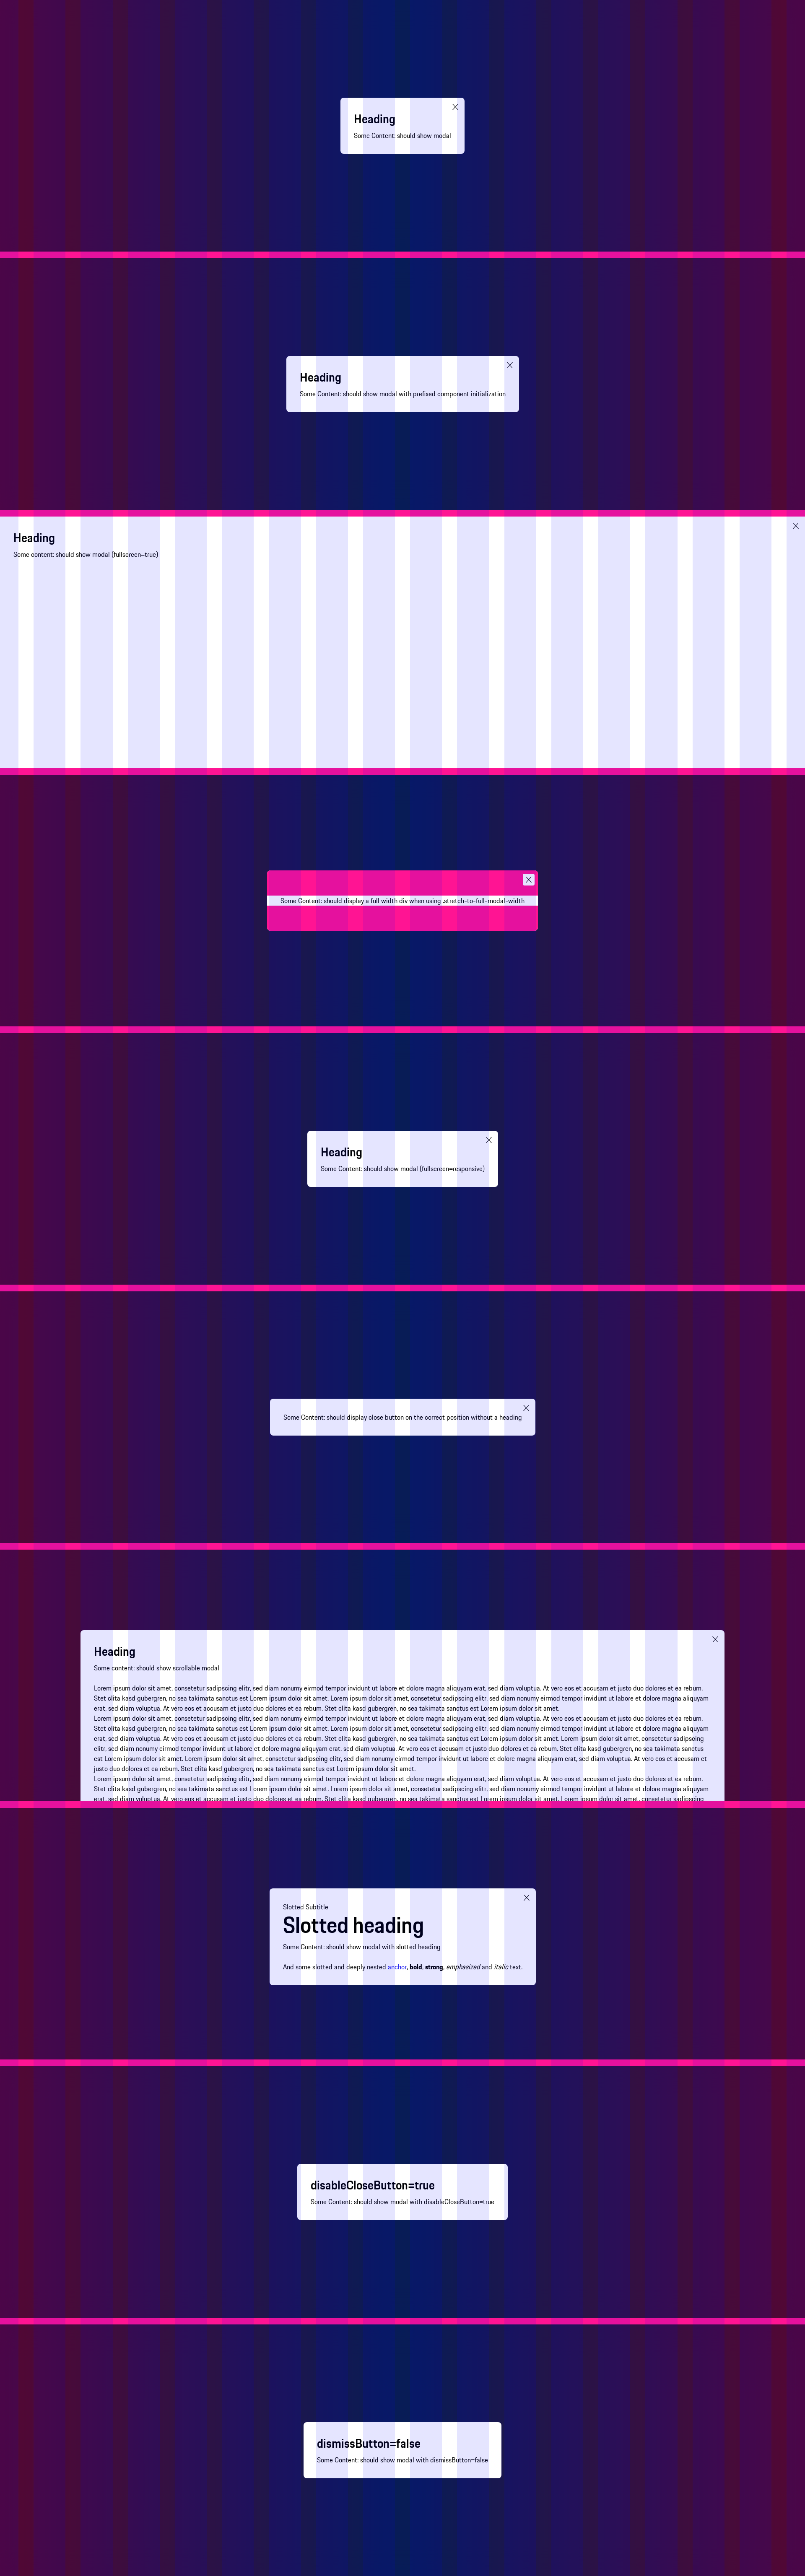 Heading
Some Content: should show modal
Heading
Some Content: should show modal with prefixed component initialization
Heading
Some content: should show modal (fullscreen=true)
Some Content: should display a full width div when using .stretch-to-full-modal-width
Heading
Some Content: should show modal (fullscreen=responsive)
Some Content: should display close button on the correct position without a heading
Heading
Some content: should show scrollable modal
Lorem ipsum dolor sit amet, consetetur sadipscing elitr, sed diam nonumy eirmod tempor invidunt ut labore et dolore magna aliquyam erat, sed diam voluptua. At vero eos et accusam et justo duo dolores et ea rebum.
Stet clita kasd gubergren, no sea takimata sanctus est Lorem ipsum dolor sit amet. Lorem ipsum dolor sit amet, consetetur sadipscing elitr, sed diam nonumy eirmod tempor invidunt ut labore et dolore magna aliquyam
erat, sed diam voluptua. At vero eos et accusam et justo duo dolores et ea rebum. Stet clita kasd gubergren, no sea takimata sanctus est Lorem ipsum dolor sit amet.
Lorem ipsum dolor sit amet, consetetur sadipscing elitr, sed diam nonumy eirmod tempor invidunt ut labore et dolore magna aliquyam erat, sed diam voluptua. At vero eos et accusam et justo duo dolores et ea rebum.
Stet clita kasd gubergren, no sea takimata sanctus est Lorem ipsum dolor sit amet. Lorem ipsum dolor sit amet, consetetur sadipscing elitr, sed diam nonumy eirmod tempor invidunt ut labore et dolore magna aliquyam
erat, sed diam voluptua. At vero eos et accusam et justo duo dolores et ea rebum. Stet clita kasd gubergren, no sea takimata sanctus est Lorem ipsum dolor sit amet. Lorem ipsum dolor sit amet, consetetur sadipscing
elitr, sed diam nonumy eirmod tempor invidunt ut labore et dolore magna aliquyam erat, sed diam voluptua. At vero eos et accusam et justo duo dolores et ea rebum. Stet clita kasd gubergren, no sea takimata sanctus
est Lorem ipsum dolor sit amet. Lorem ipsum dolor sit amet, consetetur sadipscing elitr, sed diam nonumy eirmod tempor invidunt ut labore et dolore magna aliquyam erat, sed diam voluptua. At vero eos et accusam et
justo duo dolores et ea rebum. Stet clita kasd gubergren, no sea takimata sanctus est Lorem ipsum dolor sit amet.
Lorem ipsum dolor sit amet, consetetur sadipscing elitr, sed diam nonumy eirmod tempor invidunt ut labore et dolore magna aliquyam erat, sed diam voluptua. At vero eos et accusam et justo duo dolores et ea rebum.
Stet clita kasd gubergren, no sea takimata sanctus est Lorem ipsum dolor sit amet. Lorem ipsum dolor sit amet, consetetur sadipscing elitr, sed diam nonumy eirmod tempor invidunt ut labore et dolore magna aliquyam
erat, sed diam voluptua. At vero eos et accusam et justo duo dolores et ea rebum. Stet clita kasd gubergren, no sea takimata sanctus est Lorem ipsum dolor sit amet. Lorem ipsum dolor sit amet, consetetur sadipscing
Slotted Subtitle
Slotted heading
Some Content: should show modal with slotted heading
And some slotted and deeply nested anchor, bold, strong, emphasized and italic text.
disableCloseButton=true
Some Content: should show modal with disableCloseButton=true
dismissButton=false
Some Content: should show modal with dismissButton=false